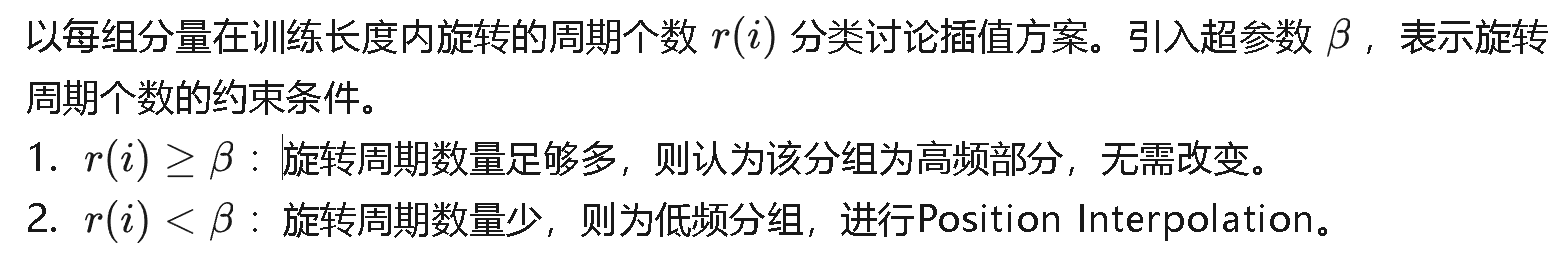 以每组分量在训练长度内旋转的周期个数 r(i) 分类讨论插值方案。引入超参数 β ，表示旋转
周期个数的约束条件。
1. r(i) ≥ β ：旋转周期数量足够多，则认为该分组为高频部分，无需改变。
2. r(i) < β ：旋转周期数量少，则为低频分组，进行Position Interpolation。